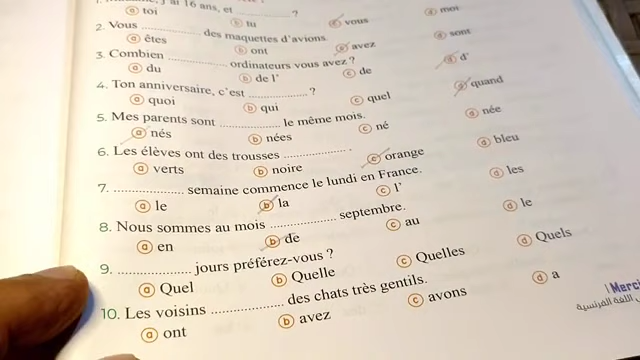 j'ai 16 ans, et ............ ?
a toi b tu c vous d moi
2. Vous ............ des maquettes d'avions.
a êtes b ont c avez d sont
3. Combien ............ ordinateurs vous avez ?
a du b de l' c de d d'
4. Ton anniversaire, c'est ............ ?
a quoi b qui c quel d quand
5. Mes parents sont ............ le même mois.
a nés b nées c né d née
6. Les élèves ont des trousses ............ .
a verts b noire c orange d bleu
7. ............ semaine commence le lundi en France.
a le b la c l' d les
8. Nous sommes au mois ............ septembre.
a en b de c au d le
9. ............ jours préférez-vous ?
a Quel b Quelle c Quelles d Quels
10. Les voisins ............ des chats très gentils.
a ont b avez c avons d a
Merci
اللغة الفرنسية